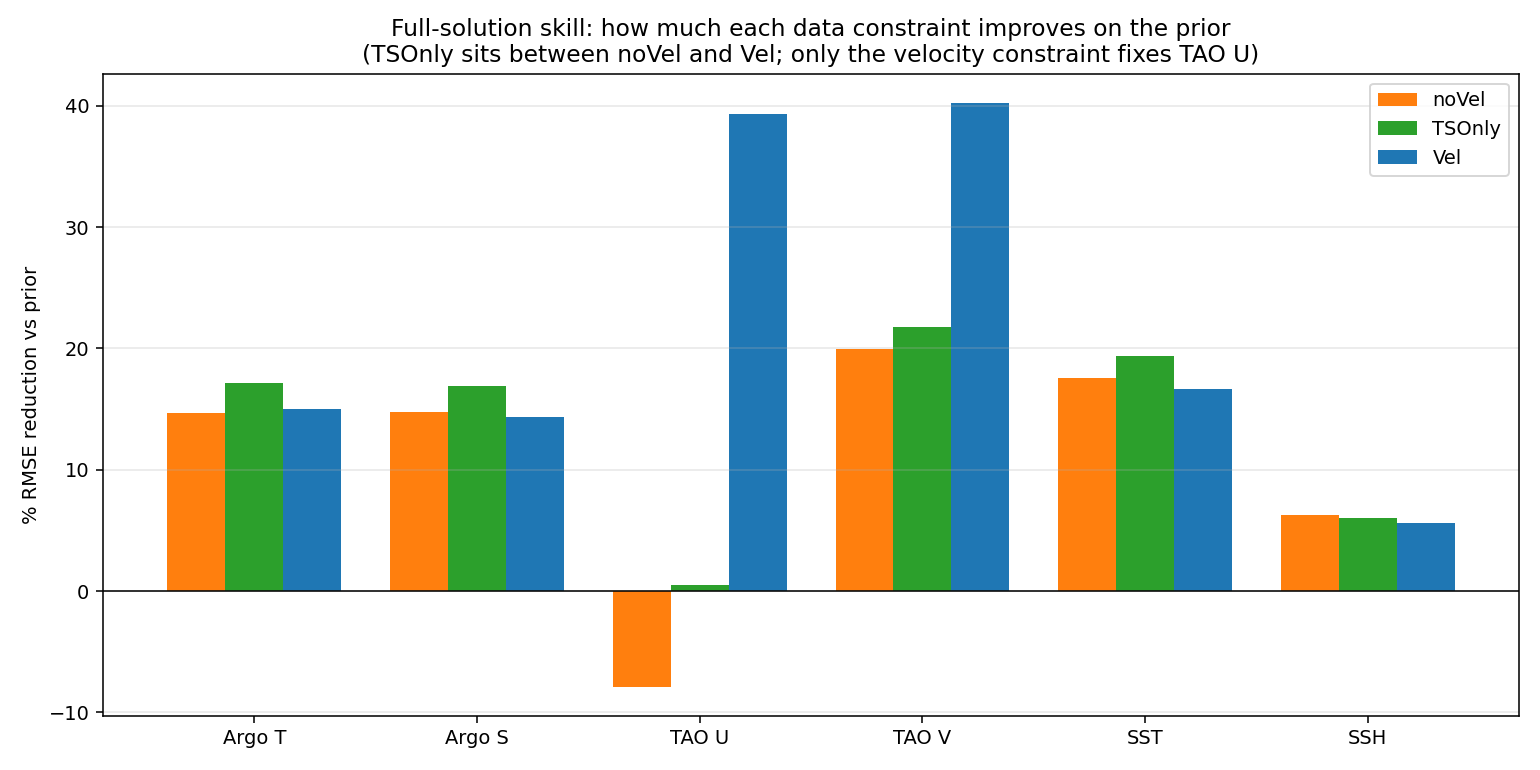 Full-solution skill: how much each data constraint improves on the prior
(TSOnly sits between noVel and Vel; only the velocity constraint fixes TAO U)
% RMSE reduction vs prior
40
30
20
10
0
−10
noVel
TSOnly
Vel
Argo T
Argo S
TAO U
TAO V
SST
SSH